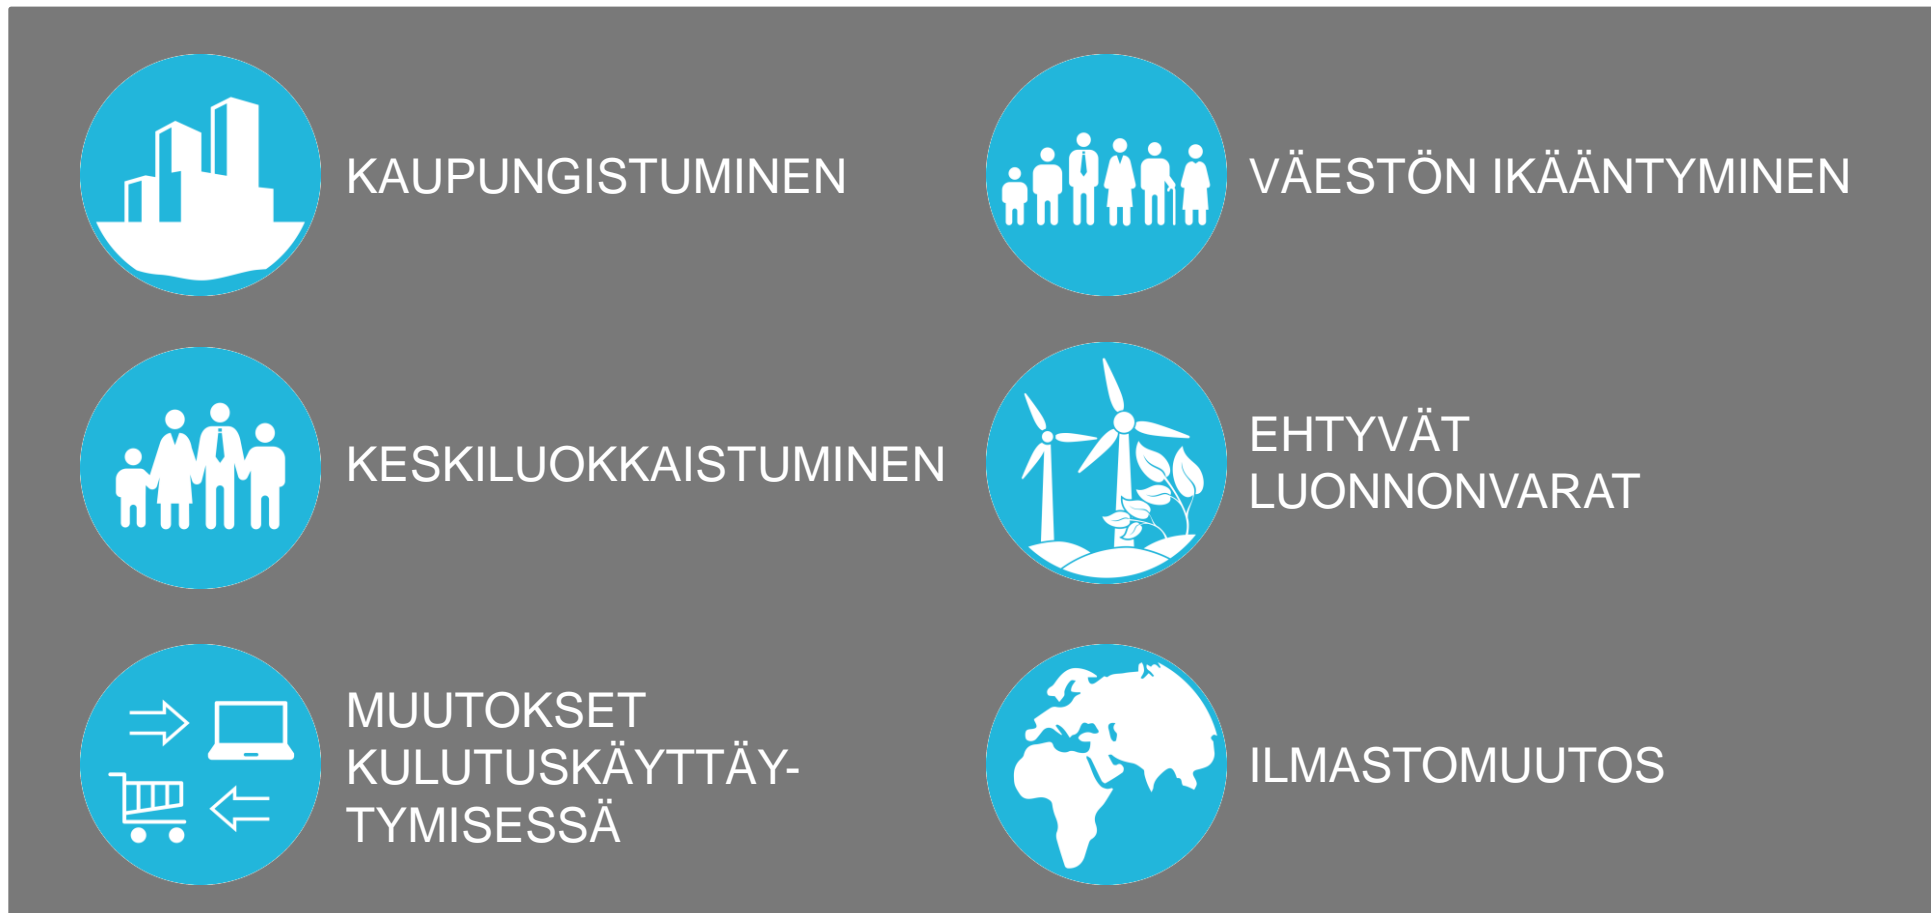 KAUPUNGISTUMINEN
VÄESTÖN IKÄÄNTYMINEN
KESKILUOKKAISTUMINEN
EHTYVÄT
LUONNONVARAT
MUUTOKSET
KULUTUSKÄYTTÄY-
TYMISESSÄ
ILMASTOMUUTOS